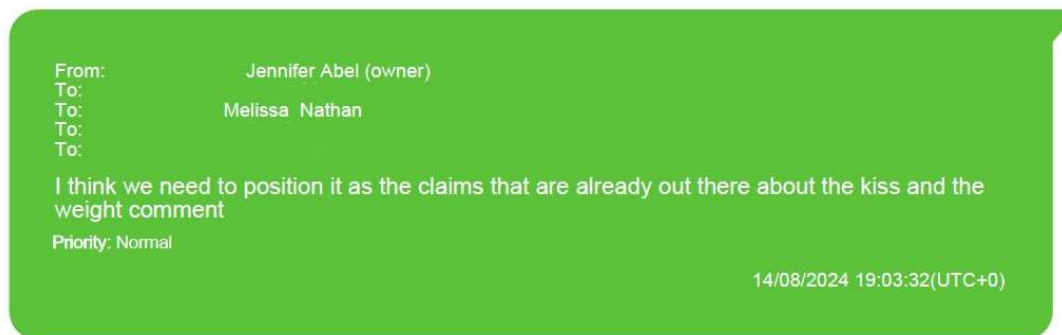 From: Jennifer Abel (owner)
To:
To: Melissa Nathan
To:
To:
I think we need to position it as the claims that are already out there about the kiss and the
weight comment
Priority: Normal
14/08/2024 19:03:32(UTC+0)